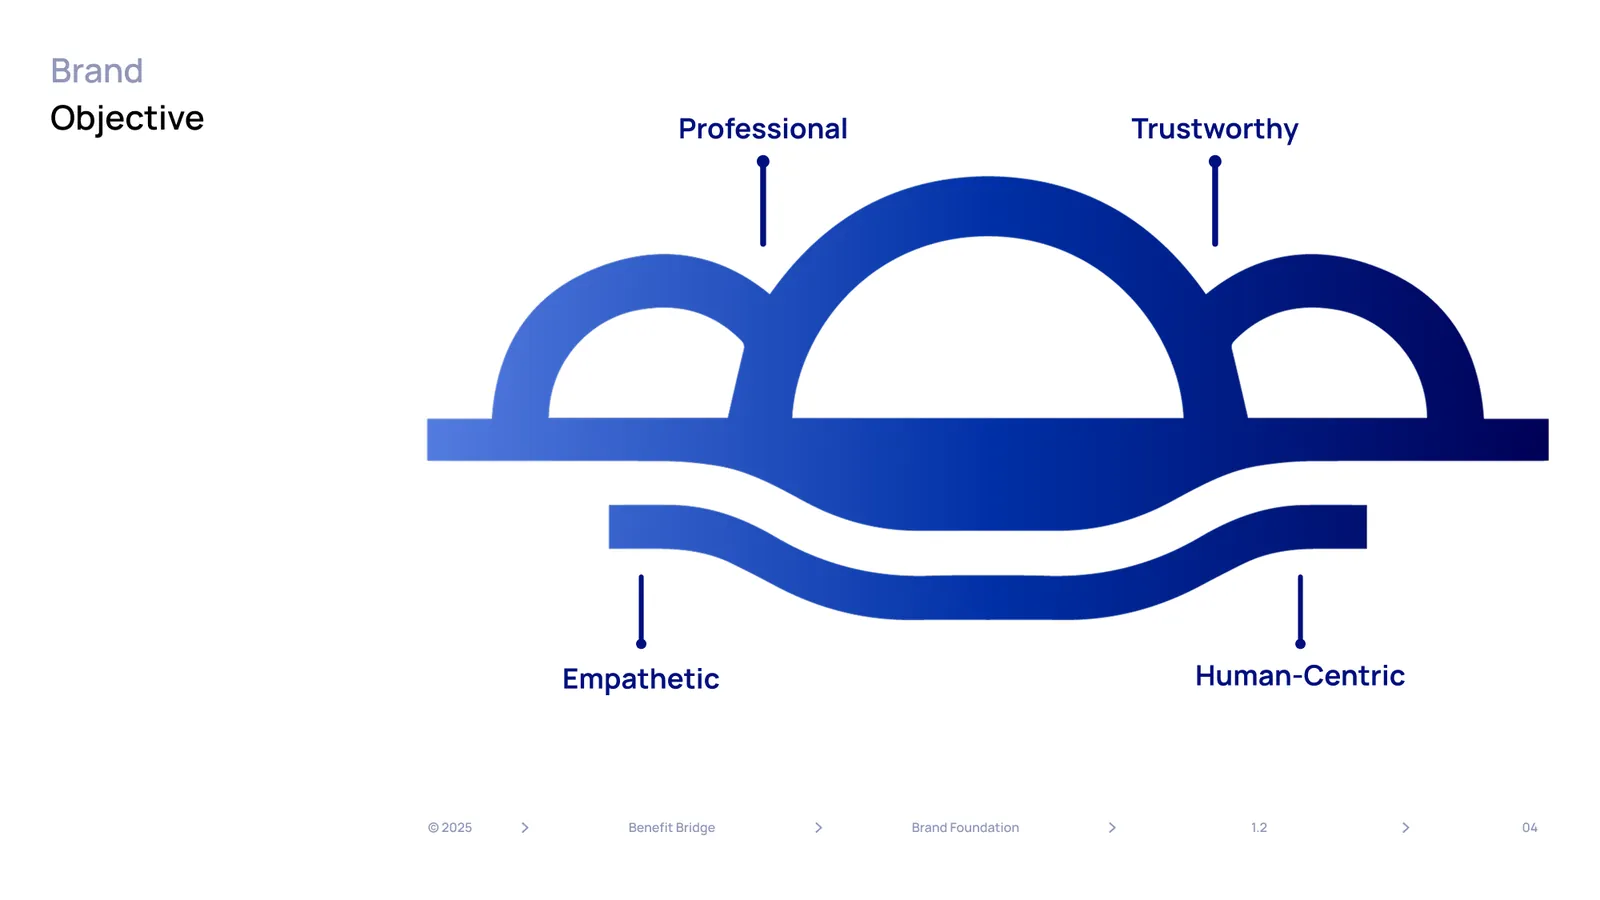 Brand
Objective
Professional
Trustworthy
Empathetic
Human-Centric
© 2025 > Benefit Bridge > Brand Foundation > 1.2 > 04